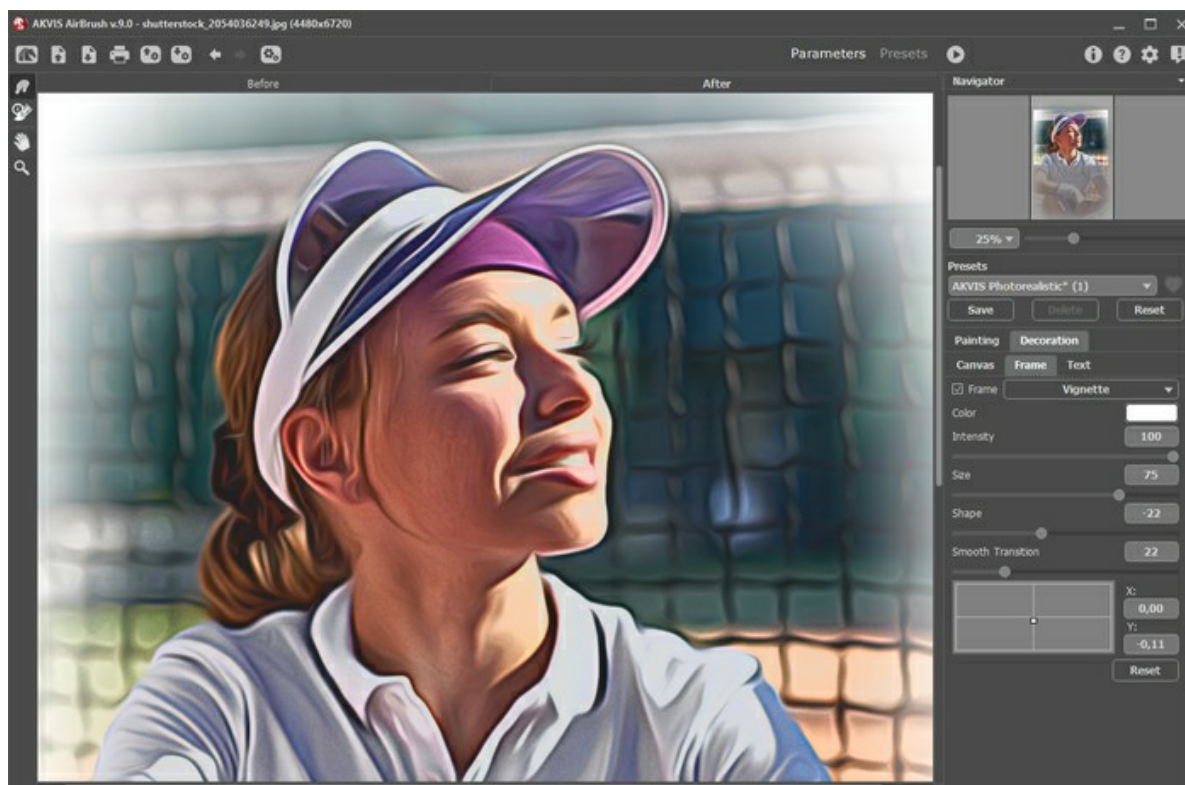 AKVIS AirBrush v.9.0 - shutterstock_2054036249.jpg (4480x6720)
Parameters Presets
Before After
Navigator
25%
Presets
AKVIS Photorealistic* (1)
Save Delete Reset
Painting Decoration
Canvas Frame Text
Frame Vignette
Color
Intensity 100
Size 75
Shape -22
Smooth Transition 22
X:
0,00
Y:
-0,11
Reset